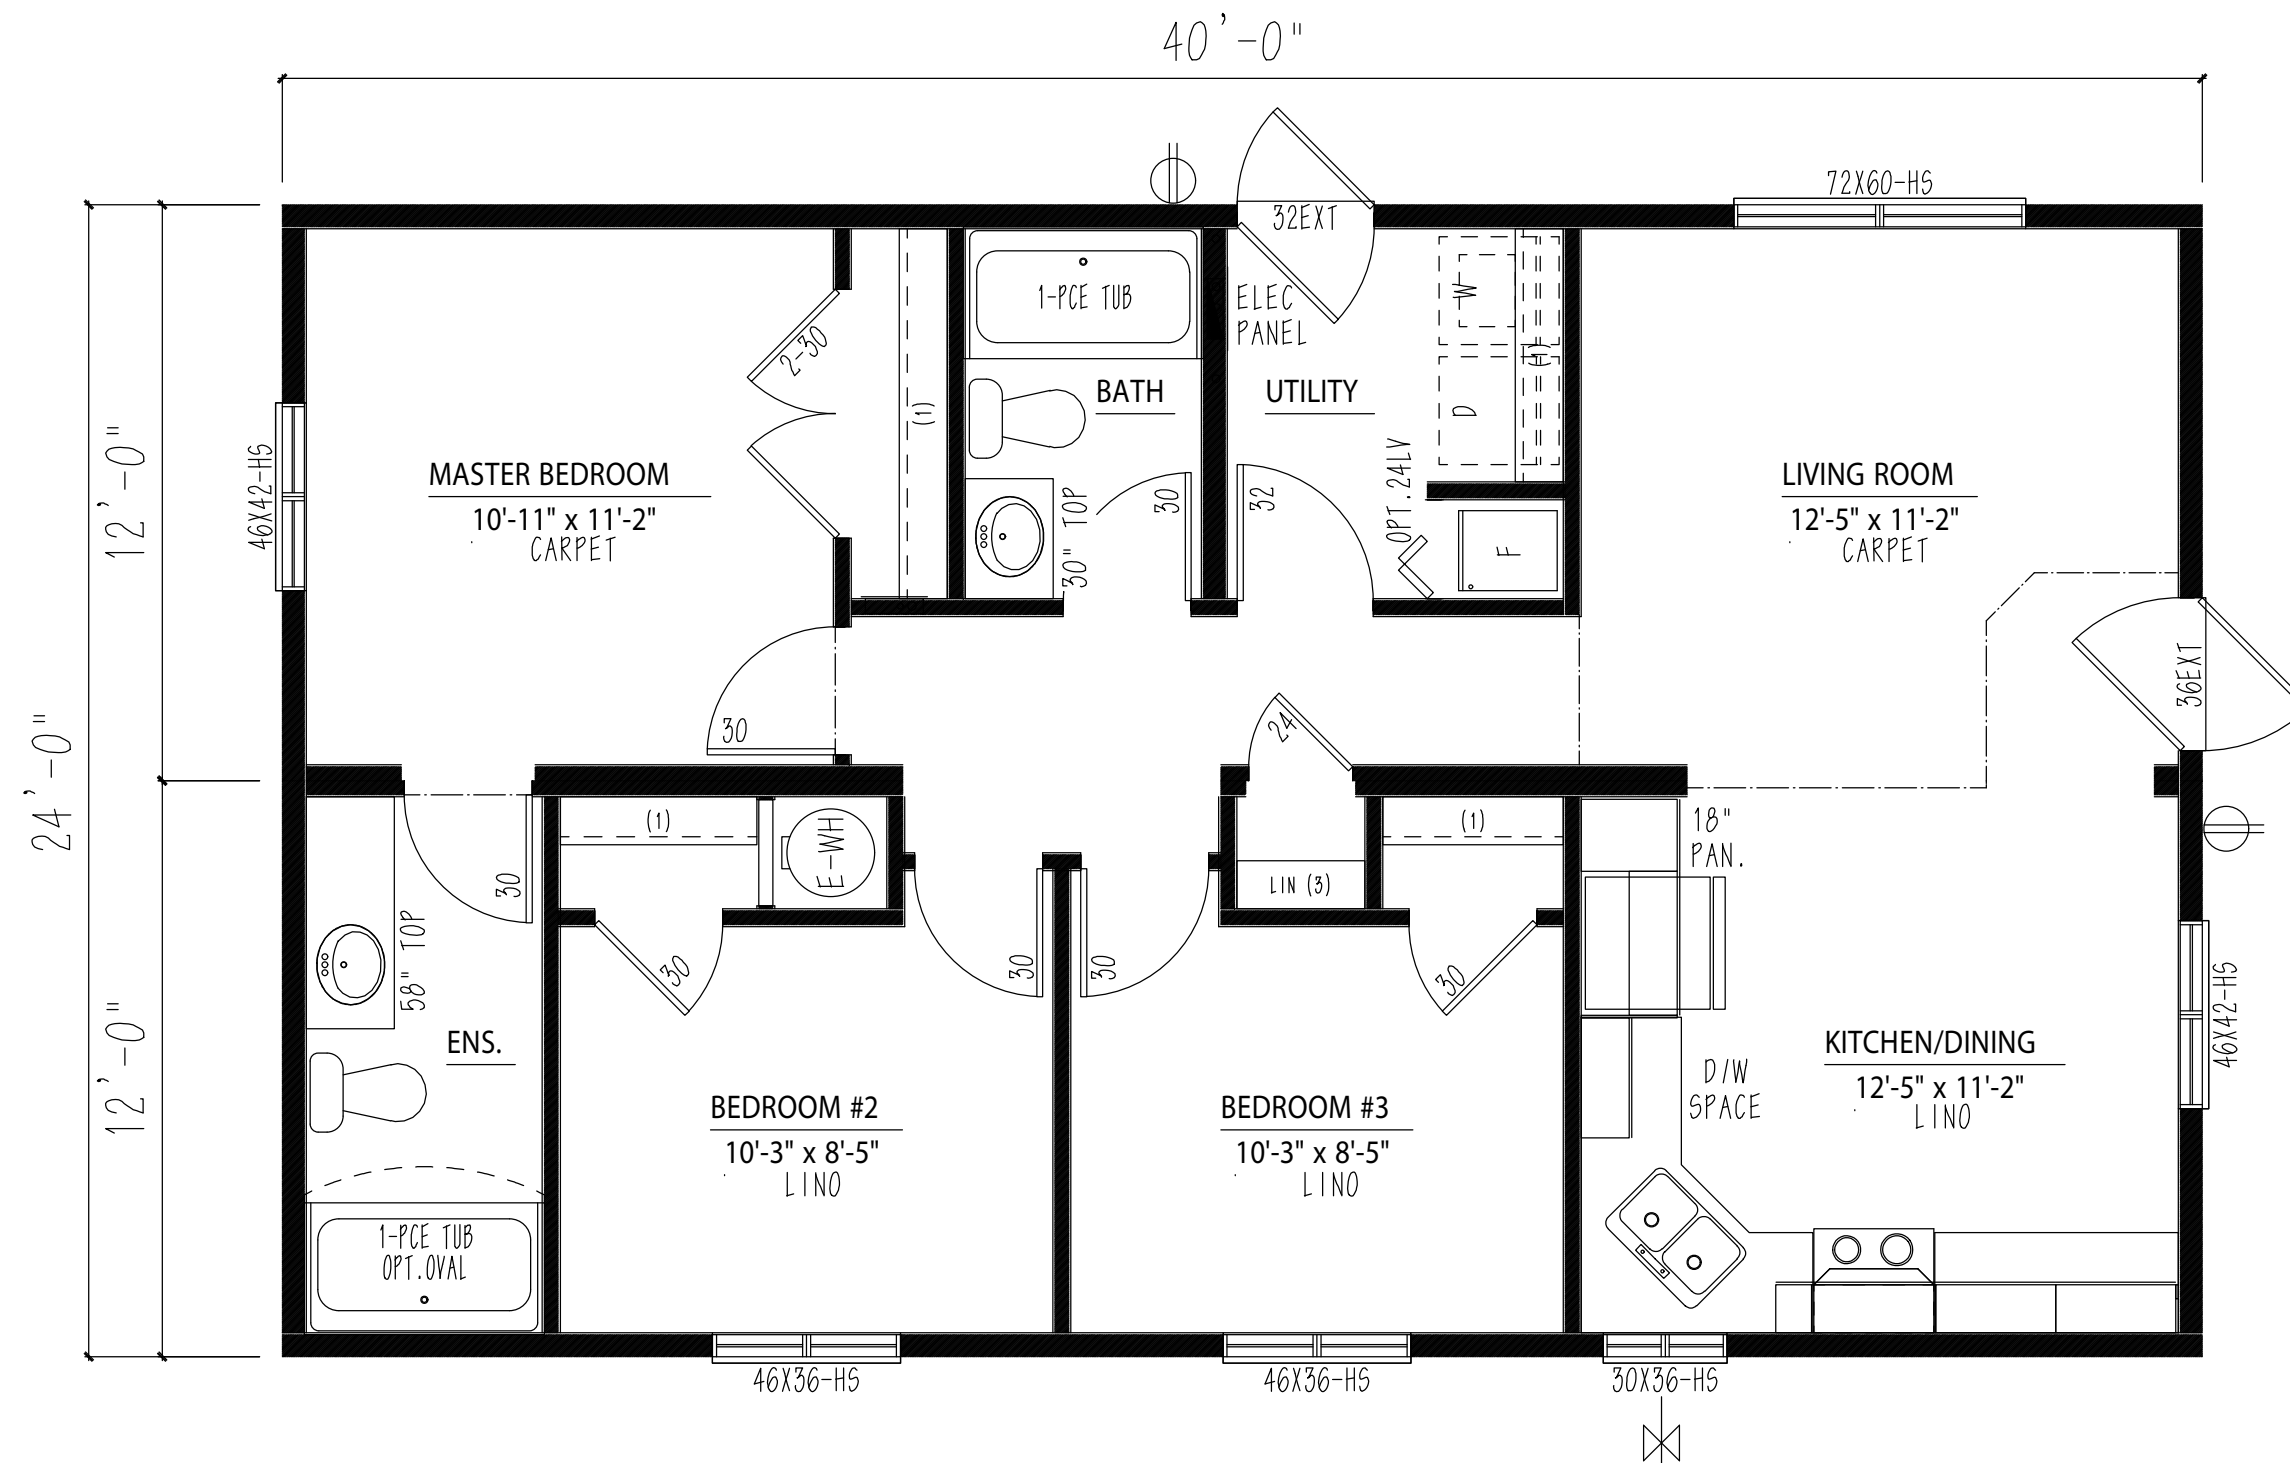 40'-0"
72X60-HS
32EXT
1-PCE TUB
ELEC
PANEL
W
(1)
2-30
BATH
UTILITY
D
(1)
12'-0"
46X42-HS
MASTER BEDROOM
10'-11" x 11'-2"
CARPET
30" TOP
30
32
OPT.24LV
F
LIVING ROOM
12'-5" x 11'-2"
CARPET
36EXT
30
24
24'-0"
(1)
E-WH
(1)
18"
PAN.
30
LIN (3)
58" TOP
30
30
30
30
46X42-HS
12'-0"
ENS.
KITCHEN/DINING
12'-5" x 11'-2"
LINO
D/W
SPACE
BEDROOM #2
10'-3" x 8'-5"
LINO
BEDROOM #3
10'-3" x 8'-5"
LINO
1-PCE TUB
OPT.OVAL
46X36-HS
46X36-HS
30X36-HS